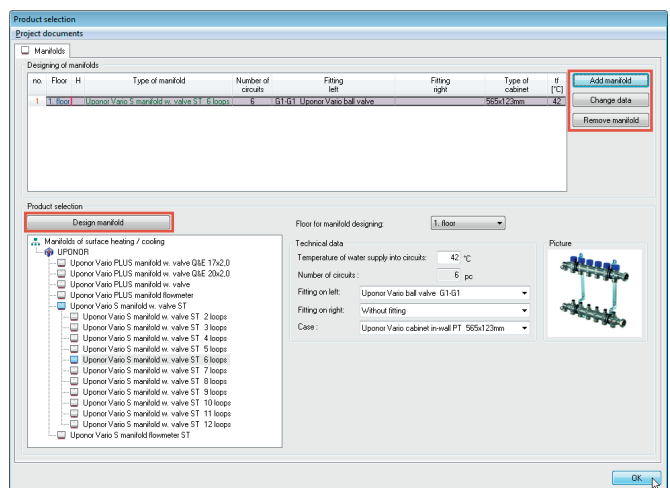 Product selection
Project documents
Manifolds
Designing of manifolds
no. Floor H Type of manifold Number of circuits Fitting left Fitting right Type of cabinet tf [°C]
1 1. floor Uponor Vario S manifold w. valve ST 6 loops 6 G1-G1 Uponor Vario ball valve 565x123mm 42
Add manifold
Change data
Remove manifold
Product selection
Design manifold
Floor for manifold designing: 1. floor
Manifolds of surface heating / cooling
UPONOR
Uponor Vario PLUS manifold w. valve Q&E 17x2,0
Uponor Vario PLUS manifold w. valve Q&E 20x2,0
Uponor Vario PLUS manifold w. valve
Uponor Vario PLUS manifold flowmeter
Uponor Vario S manifold w. valve ST
Uponor Vario S manifold w. valve ST 2 loops
Uponor Vario S manifold w. valve ST 3 loops
Uponor Vario S manifold w. valve ST 4 loops
Uponor Vario S manifold w. valve ST 5 loops
Uponor Vario S manifold w. valve ST 6 loops
Uponor Vario S manifold w. valve ST 7 loops
Uponor Vario S manifold w. valve ST 8 loops
Uponor Vario S manifold w. valve ST 9 loops
Uponor Vario S manifold w. valve ST 10 loops
Uponor Vario S manifold w. valve ST 11 loops
Uponor Vario S manifold w. valve ST 12 loops
Uponor Vario S manifold flowmeter ST
Technical data
Temperature of water supply into circuits: 42 °C
Number of circuits : 6 pc
Fitting on left: Uponor Vario ball valve G1-G1
Fitting on right: Without fitting
Case : Uponor Vario cabinet in-wall PT 565x123mm
Picture
OK